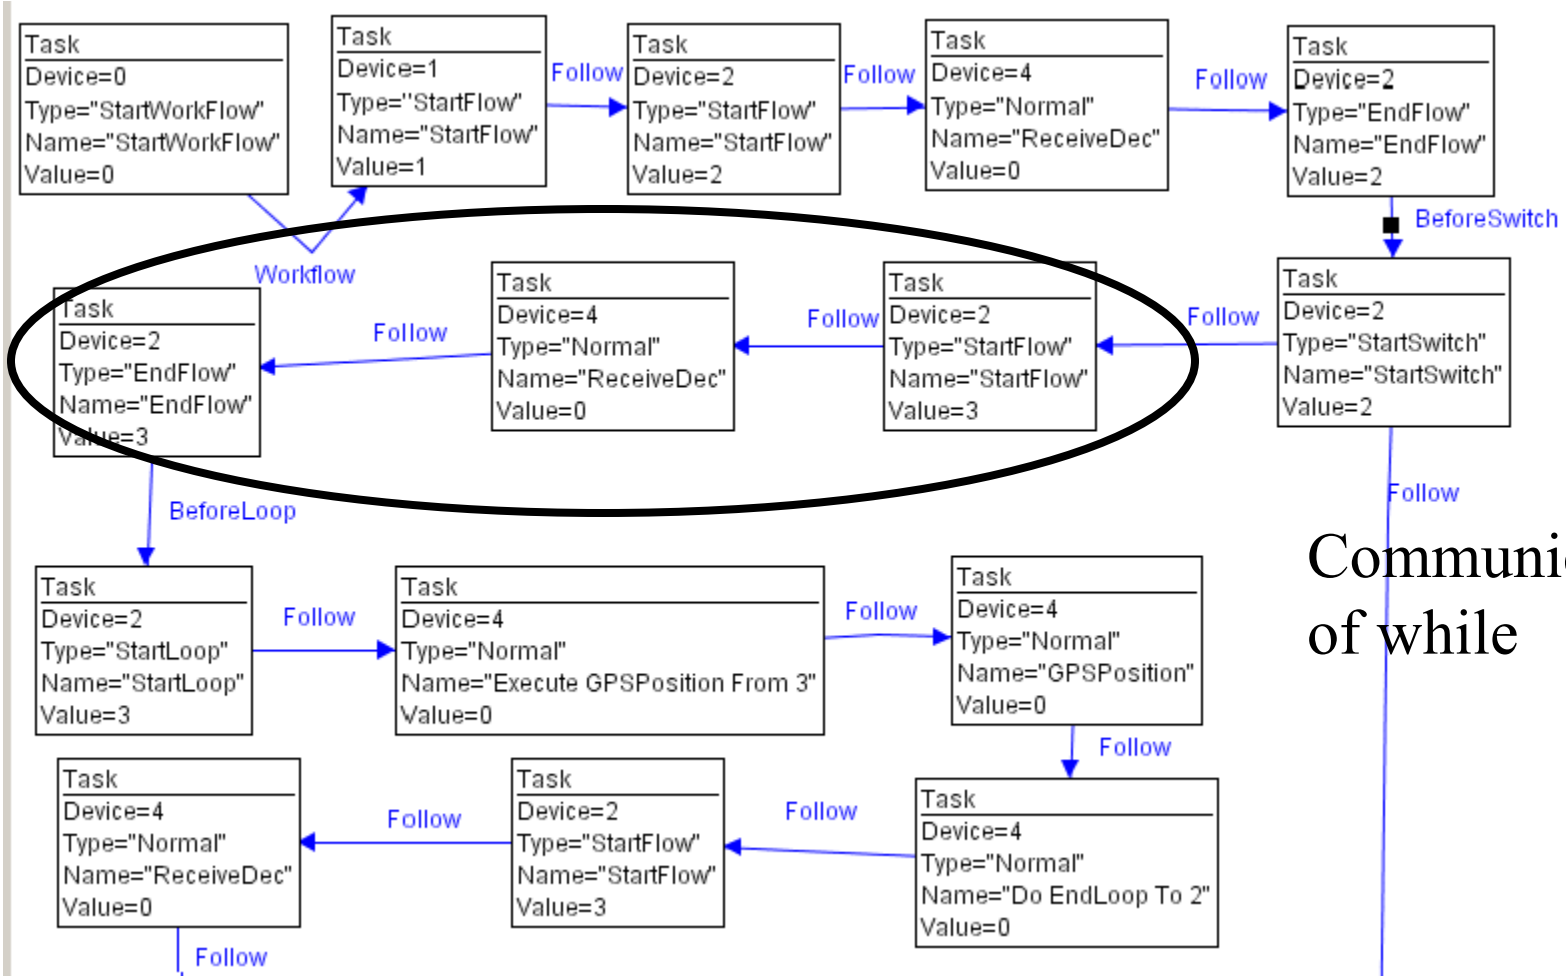 Task
Device=0
Type="StartWorkFlow"
Name="StartWorkFlow"
Value=0
Task
Device=1
Type="StartFlow"
Name="StartFlow"
Value=1
Follow
Task
Device=2
Type="StartFlow"
Name="StartFlow"
Value=2
Follow
Task
Device=4
Type="Normal"
Name="ReceiveDec"
Value=0
Follow
Task
Device=2
Type="EndFlow"
Name="EndFlow"
Value=2
BeforeSwitch
Workflow
Task
Device=2
Type="StartSwitch"
Name="StartSwitch"
Value=2
Follow
Task
Device=2
Type="StartFlow"
Name="StartFlow"
Value=3
Follow
Task
Device=4
Type="Normal"
Name="ReceiveDec"
Value=0
Follow
Task
Device=2
Type="EndFlow"
Name="EndFlow"
Value=3
BeforeLoop
Follow
Communi
of while
Task
Device=2
Type="StartLoop"
Name="StartLoop"
Value=3
Follow
Task
Device=4
Type="Normal"
Name="Execute GPSPosition From 3"
Value=0
Follow
Task
Device=4
Type="Normal"
Name="GPSPosition"
Value=0
Follow
Task
Device=4
Type="Normal"
Name="Do EndLoop To 2"
Value=0
Follow
Task
Device=2
Type="StartFlow"
Name="StartFlow"
Value=3
Follow
Task
Device=4
Type="Normal"
Name="ReceiveDec"
Value=0
Follow